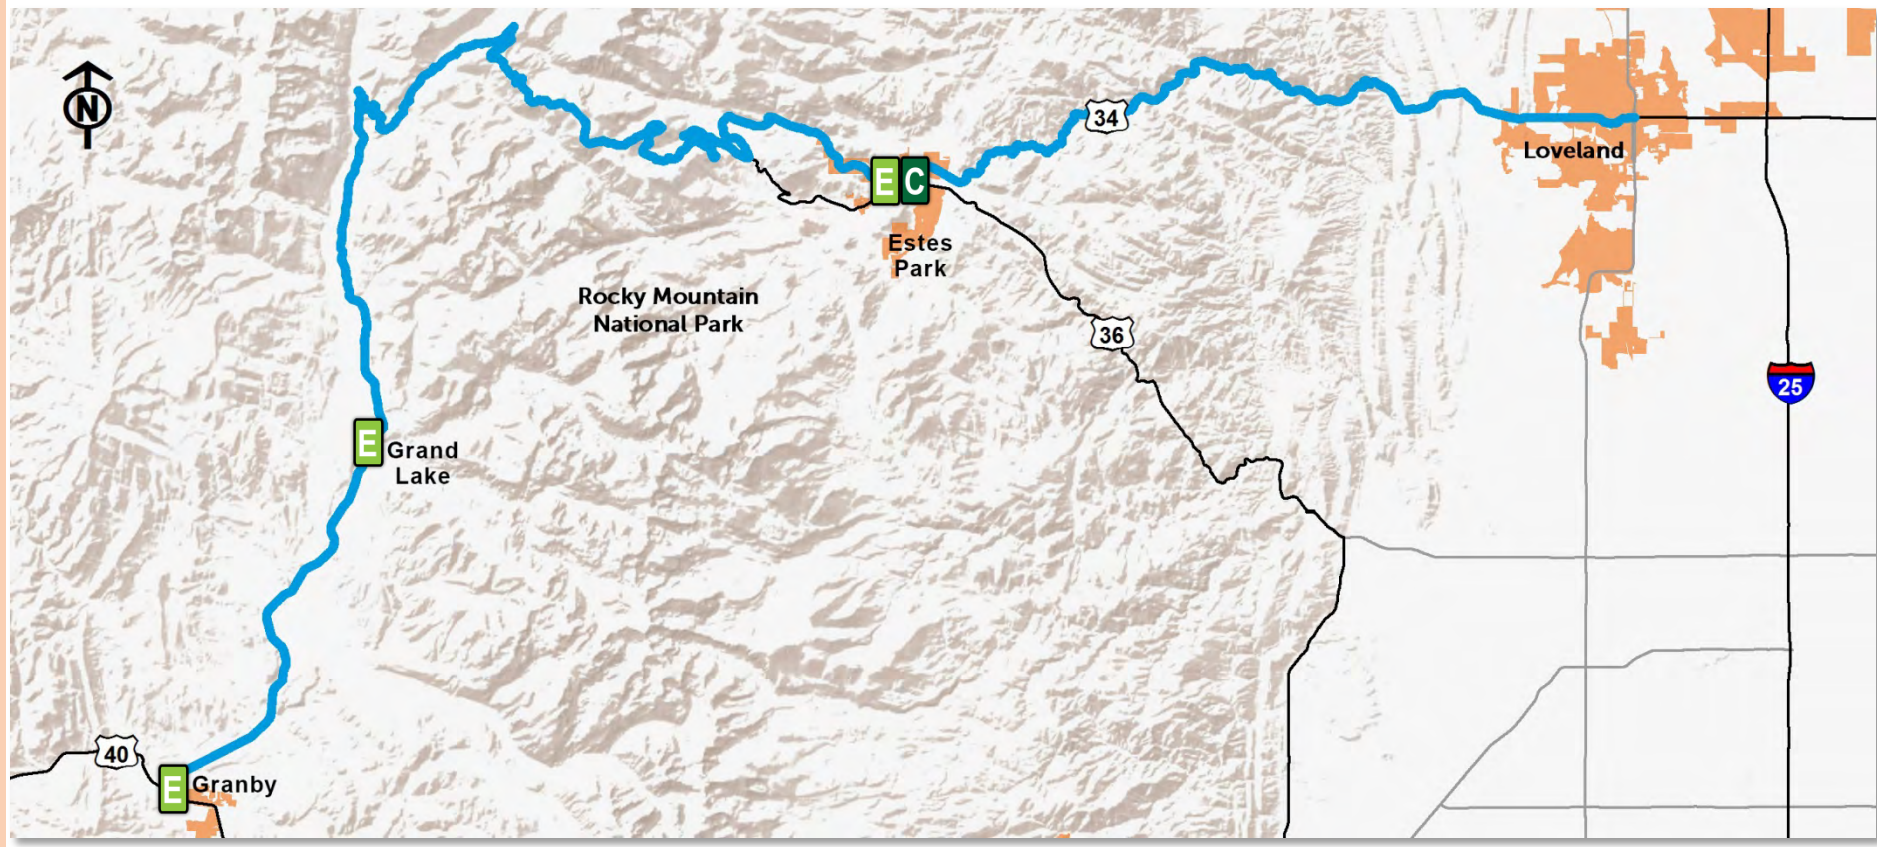 N
34
Loveland
E C
Estes
Park
Rocky Mountain
National Park
36
25
E
Grand
Lake
40
E
Granby